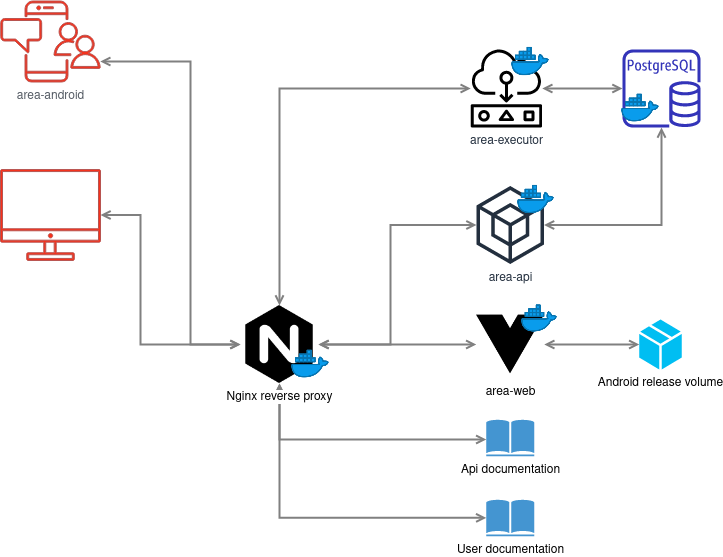 area-android
PostgreSQL
area-executor
area-api
N
Nginx reverse proxy
area-web
Android release volume
Api documentation
User documentation